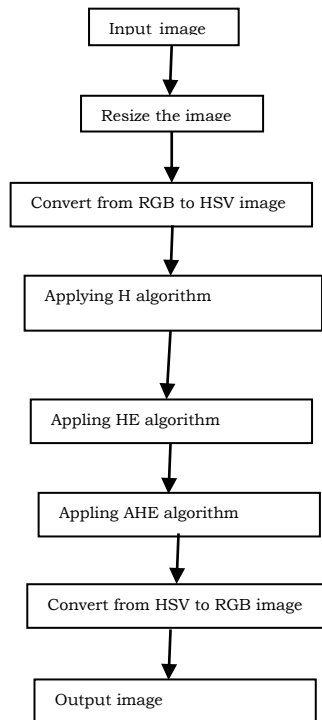 Input image
Resize the image
Convert from RGB to HSV image
Applying H algorithm
Appling HE algorithm
Appling AHE algorithm
Convert from HSV to RGB image
Output image